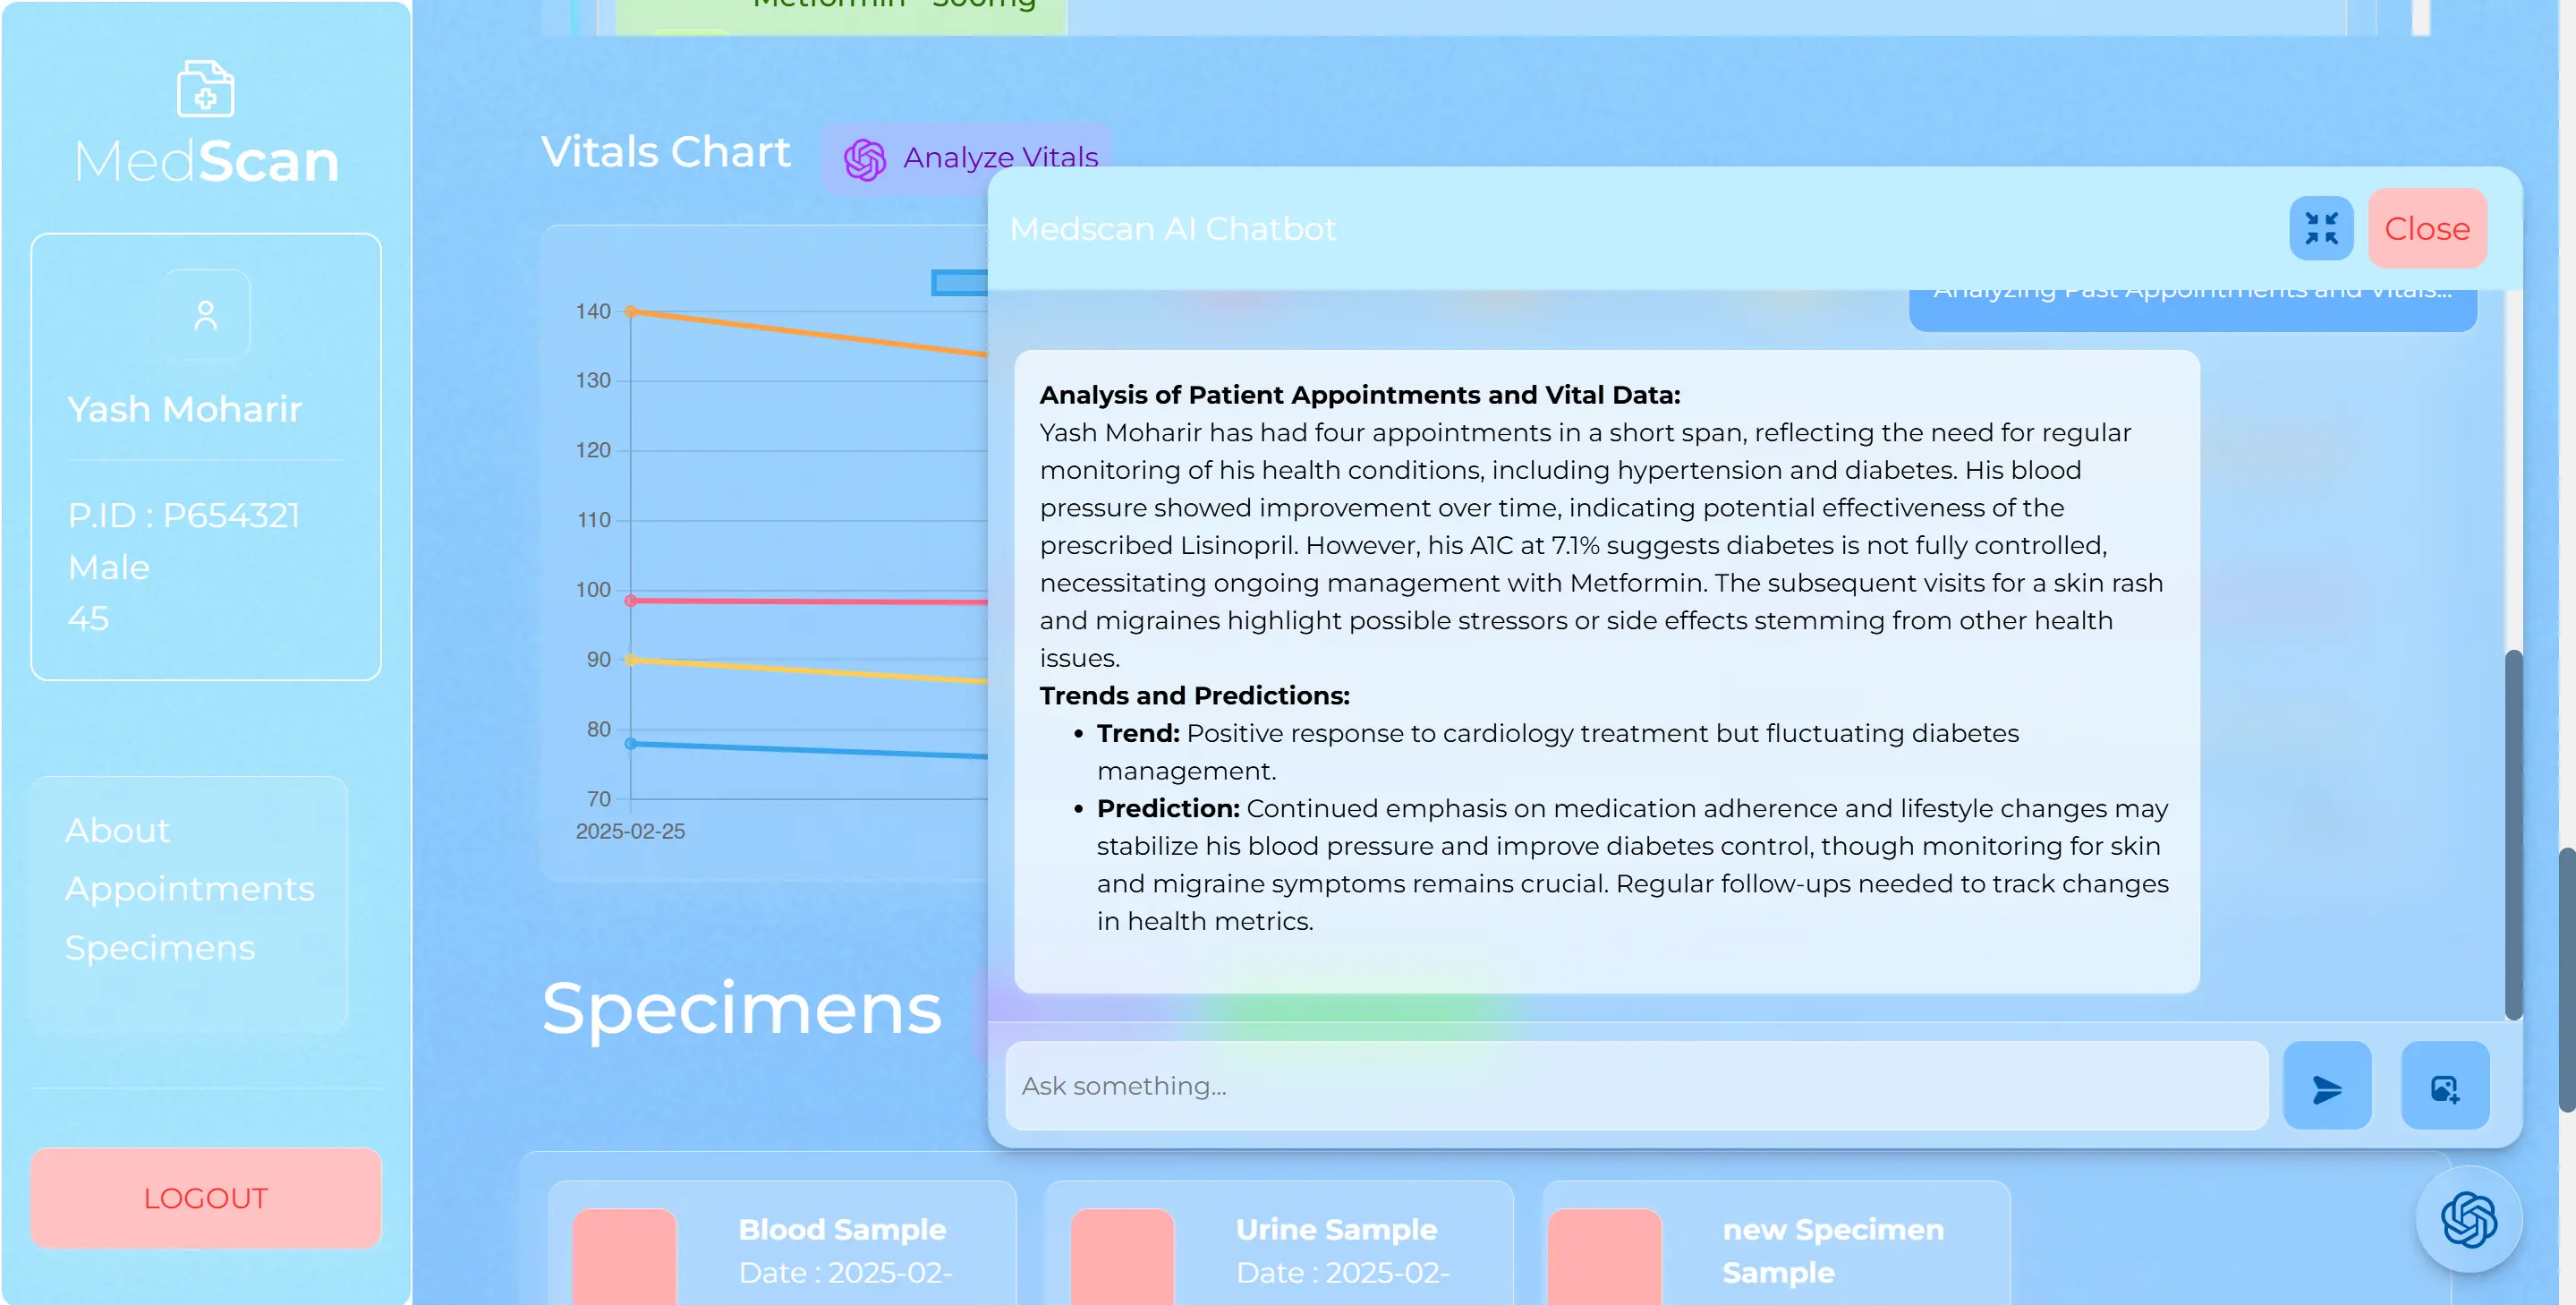 Metformin - 500mg
MedScan
Yash Moharir
P.ID : P654321
Male
45
About
Appointments
Specimens
LOGOUT
Vitals Chart
Analyze Vitals
140
130
120
110
100
90
80
70
2025-02-25
Medscan AI Chatbot
Close
Analyzing Past Appointments and Vitals...
Analysis of Patient Appointments and Vital Data:
Yash Moharir has had four appointments in a short span, reflecting the need for regular
monitoring of his health conditions, including hypertension and diabetes. His blood
pressure showed improvement over time, indicating potential effectiveness of the
prescribed Lisinopril. However, his A1C at 7.1% suggests diabetes is not fully controlled,
necessitating ongoing management with Metformin. The subsequent visits for a skin rash
and migraines highlight possible stressors or side effects stemming from other health
issues.
Trends and Predictions:
• Trend: Positive response to cardiology treatment but fluctuating diabetes
management.
• Prediction: Continued emphasis on medication adherence and lifestyle changes may
stabilize his blood pressure and improve diabetes control, though monitoring for skin
and migraine symptoms remains crucial. Regular follow-ups needed to track changes
in health metrics.
Ask something...
Specimens
Blood Sample
Date : 2025-02-
Urine Sample
Date : 2025-02-
new Specimen
Sample